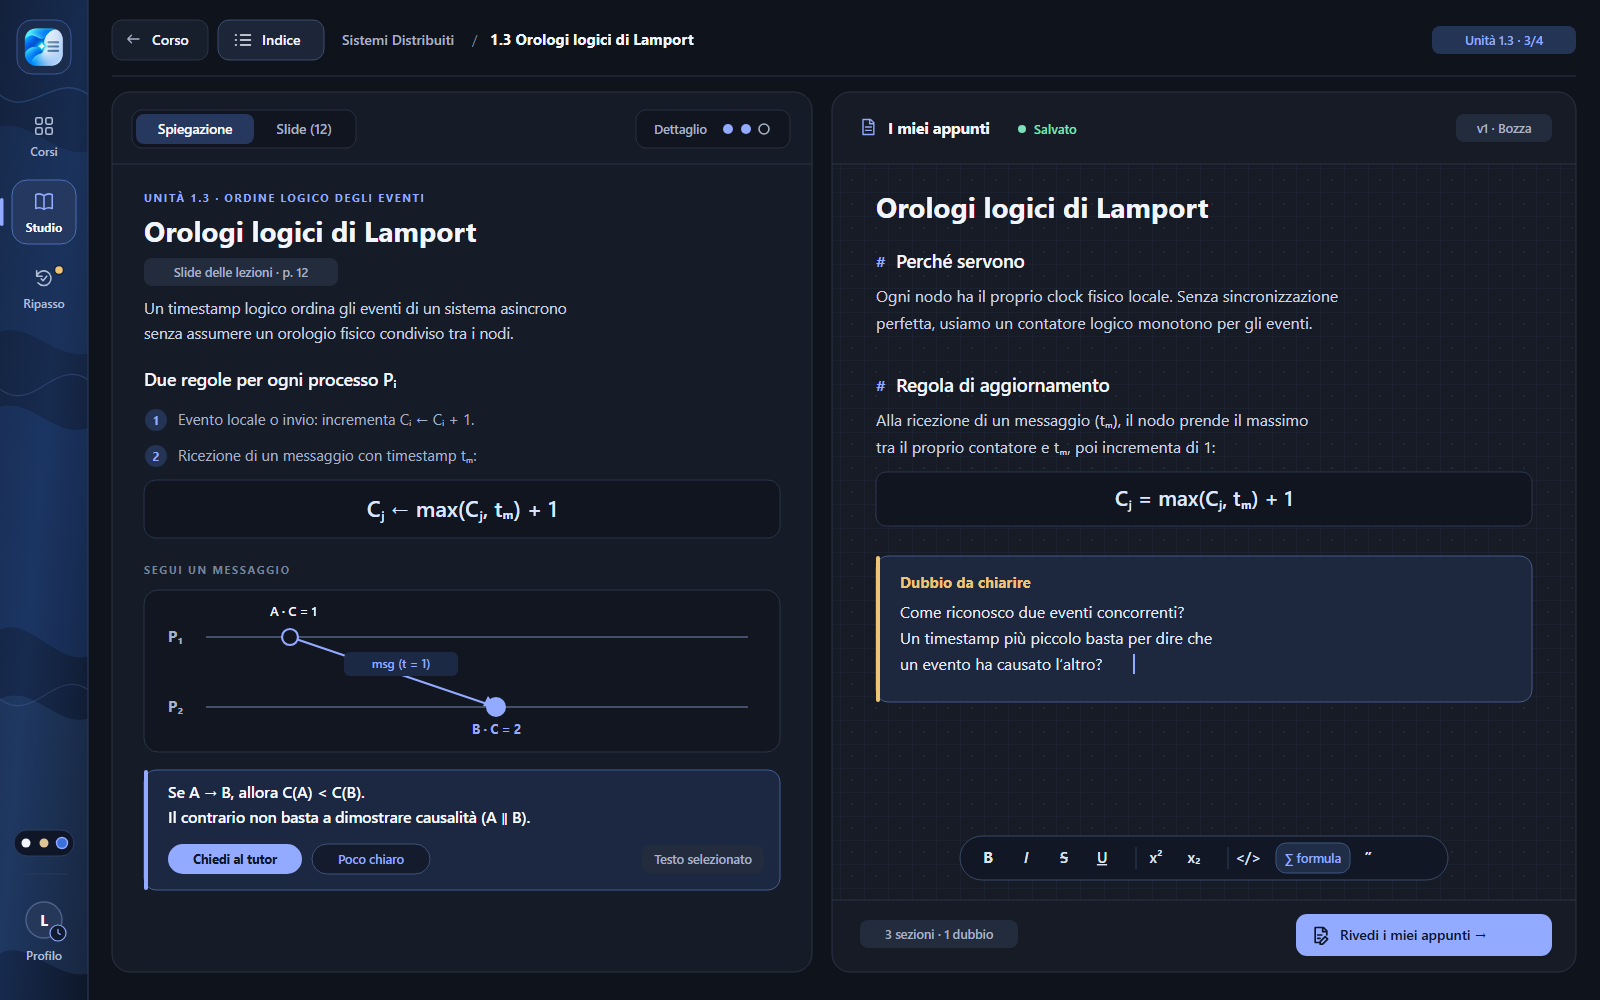 Corso
Indice
Sistemi Distribuiti / 1.3 Orologi logici di Lamport
Unità 1.3 · 3/4
Corsi
Studio
Ripasso
L
Profilo
Spiegazione
Slide (12)
Dettaglio
UNITÀ 1.3 · ORDINE LOGICO DEGLI EVENTI
Orologi logici di Lamport
Slide delle lezioni · p. 12
Un timestamp logico ordina gli eventi di un sistema asincrono
senza assumere un orologio fisico condiviso tra i nodi.
Due regole per ogni processo Pᵢ
1 Evento locale o invio: incrementa Cᵢ ← Cᵢ + 1.
2 Ricezione di un messaggio con timestamp tₘ:
Cⱼ ← max(Cⱼ, tₘ) + 1
SEGUI UN MESSAGGIO
A · C = 1
P₁
msg (t = 1)
P₂
B · C = 2
Se A → B, allora C(A) < C(B).
Il contrario non basta a dimostrare causalità (A ∥ B).
Chiedi al tutor
Poco chiaro
Testo selezionato
I miei appunti
Salvato
v1 · Bozza
Orologi logici di Lamport
# Perché servono
Ogni nodo ha il proprio clock fisico locale. Senza sincronizzazione
perfetta, usiamo un contatore logico monotono per gli eventi.
# Regola di aggiornamento
Alla ricezione di un messaggio (tₘ), il nodo prende il massimo
tra il proprio contatore e tₘ, poi incrementa di 1:
Cⱼ = max(Cⱼ, tₘ) + 1
Dubbio da chiarire
Come riconosco due eventi concorrenti?
Un timestamp più piccolo basta per dire che
un evento ha causato l’altro?
B I S U x² x₂ </> ∑ formula ”
3 sezioni · 1 dubbio
Rivedi i miei appunti →